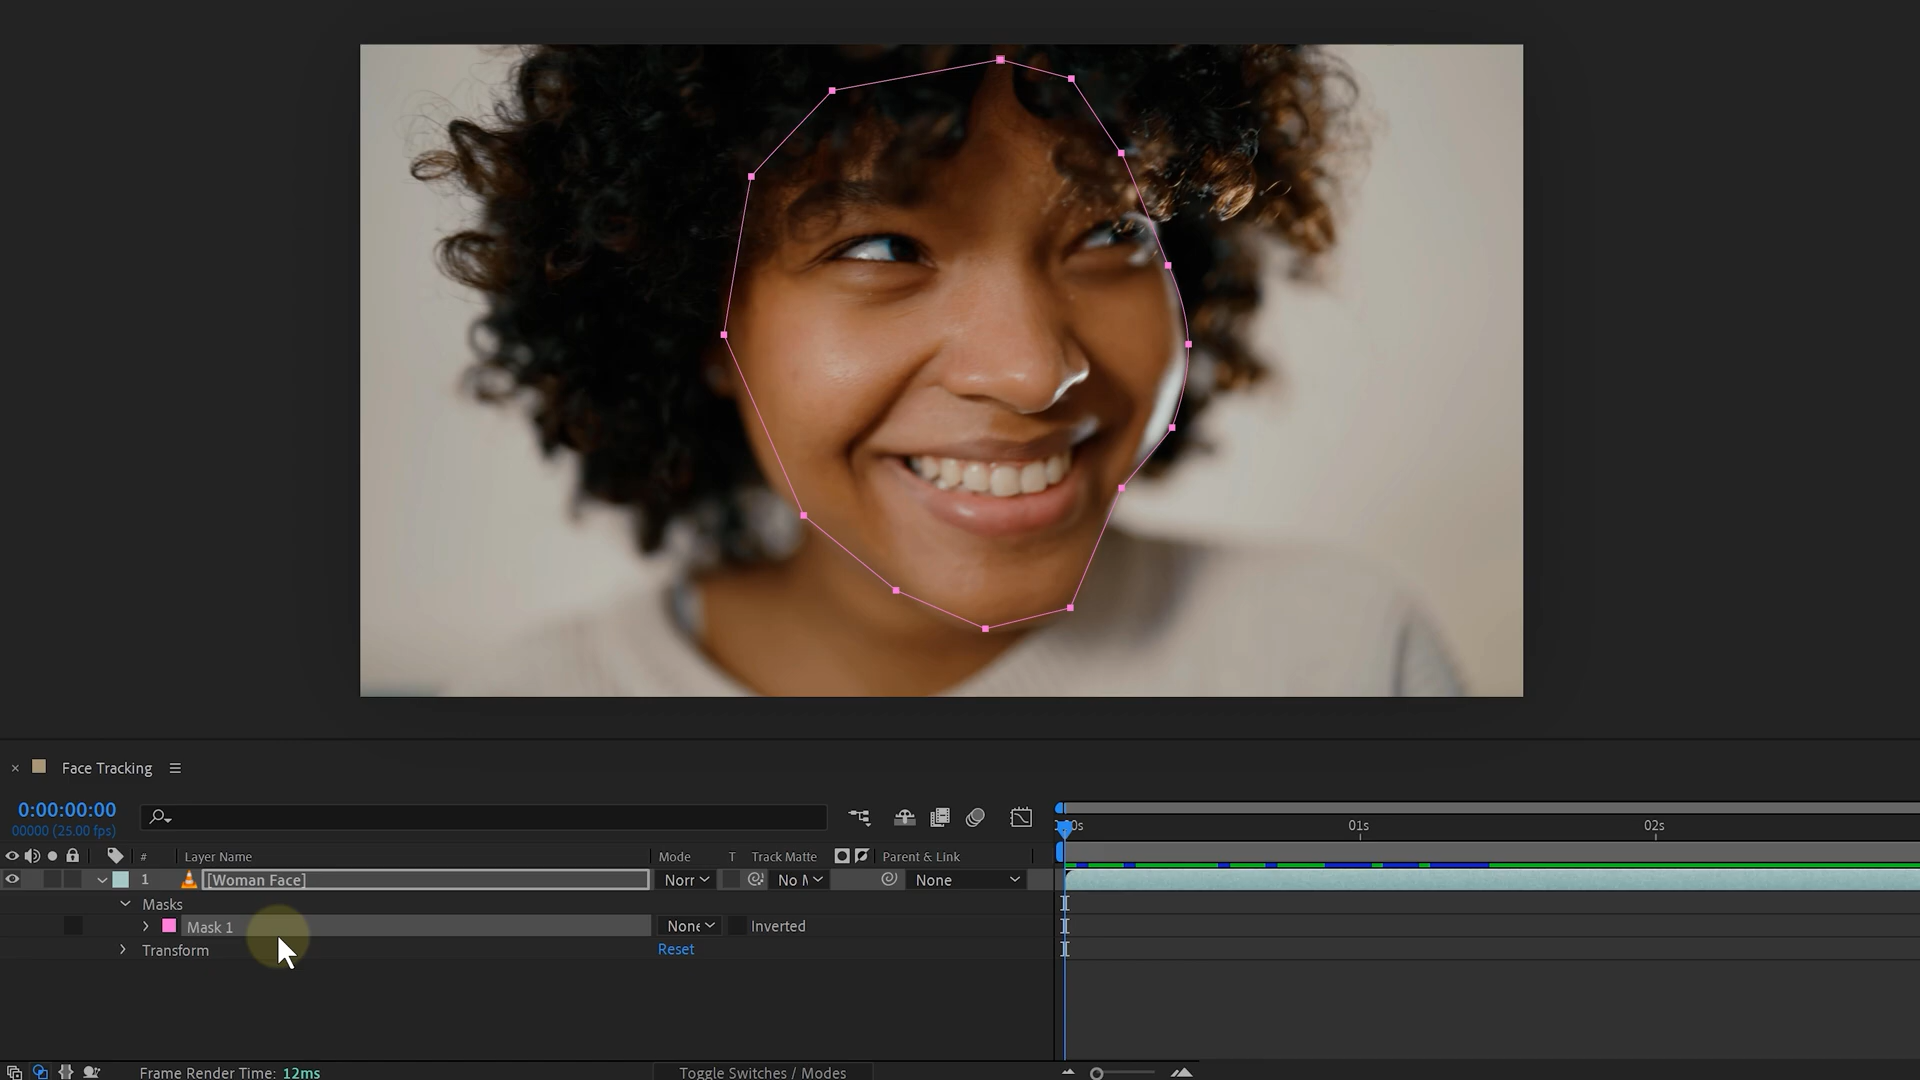 Face Tracking
0:00:00:00
00000 (25.00 fps)
01s
02s
# Layer Name Mode T Track Matte Parent & Link
1 [Woman Face] Norr No None
Masks
Mask 1 None Inverted
Transform Reset
Frame Render Time: 12ms Toggle Switches / Modes